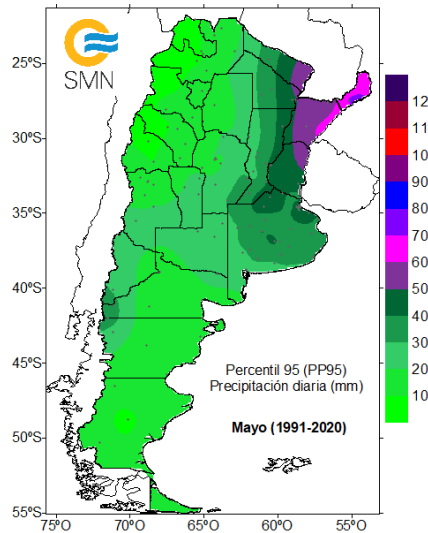 SMN
25°S
30°S
35°S
40°S
45°S
50°S
55°S
75°O
70°O
65°O
60°O
55°O
12
12
11
10
90
80
70
60
50
40
30
20
10
Percentil 95 (PP95)
Precipitación diaria (mm)
Mayo (1991-2020)